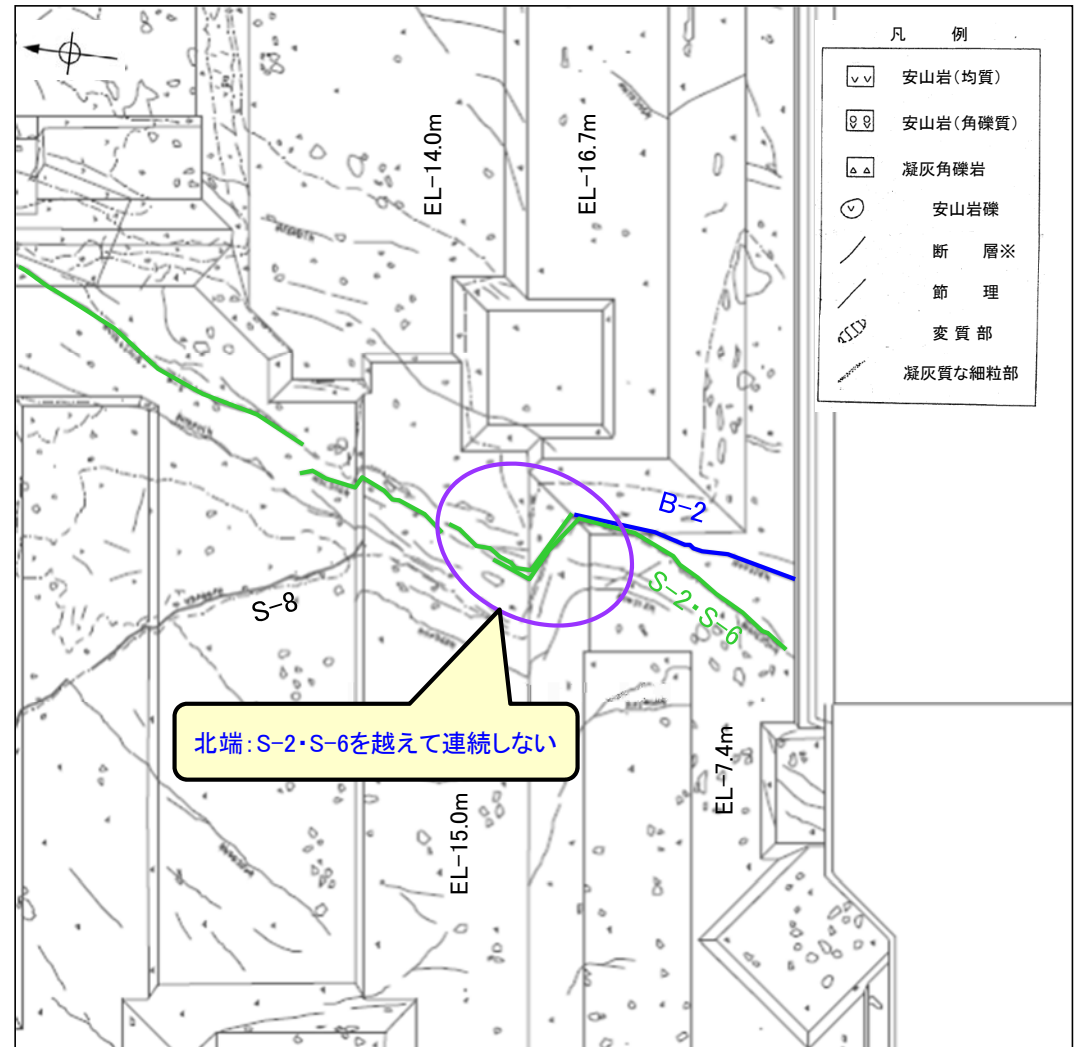 凡 例
安山岩(均質)
安山岩(角礫質)
凝灰角礫岩
安山岩礫
断 層※
節 理
変 質 部
凝灰質な細粒部
EL-14.0m
EL-16.7m
B-2
S-2・S-6
S-8
北端:S-2・S-6を越えて連続しない
EL-7.4m
EL-15.0m